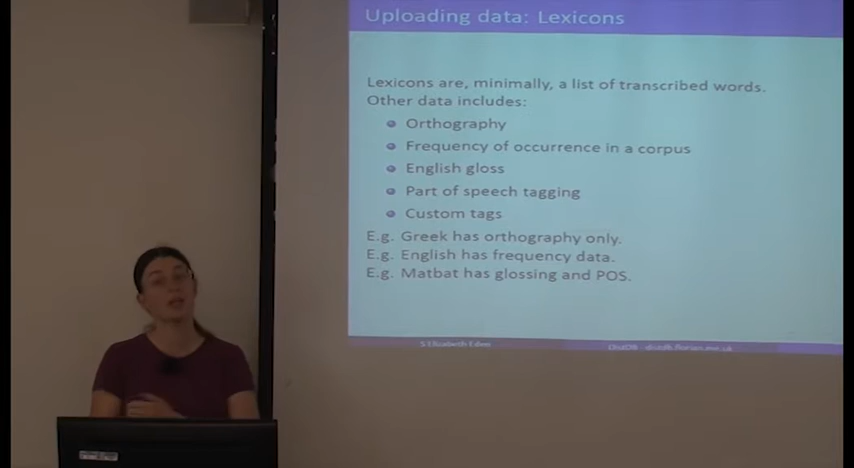 Uploading data: Lexicons
Lexicons are, minimally, a list of transcribed words.
Other data includes:
Orthography
Frequency of occurrence in a corpus
English gloss
Part of speech tagging
Custom tags
E.g. Greek has orthography only.
E.g. English has frequency data.
E.g. Matbat has glossing and POS.
S Elizabeth Eden